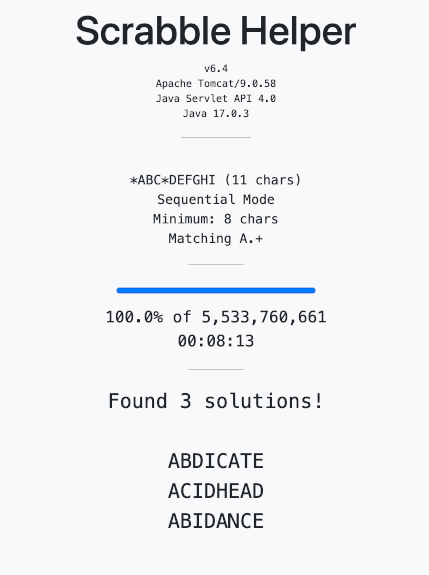 Scrabble Helper
v6.4
Apache Tomcat/9.0.58
Java Servlet API 4.0
Java 17.0.3
*ABC*DEFGHI (11 chars)
Sequential Mode
Minimum: 8 chars
Matching A.+
100.0% of 5,533,760,661
00:08:13
Found 3 solutions!
ABDICATE
ACIDHEAD
ABIDANCE